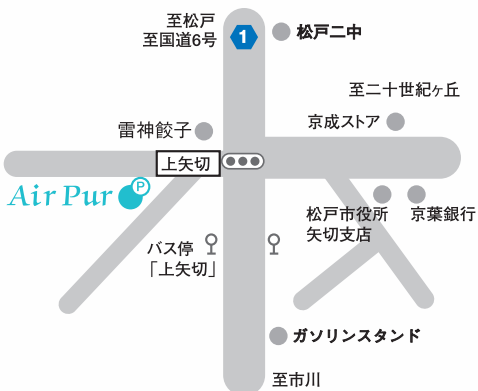 至松戸
至国道6号
1
松戸二中
至二十世紀ヶ丘
京成ストア
雷神餃子
上矢切
Air Pur
P
松戸市役所
矢切支店
京葉銀行
バス停
「上矢切」
ガソリンスタンド
至市川